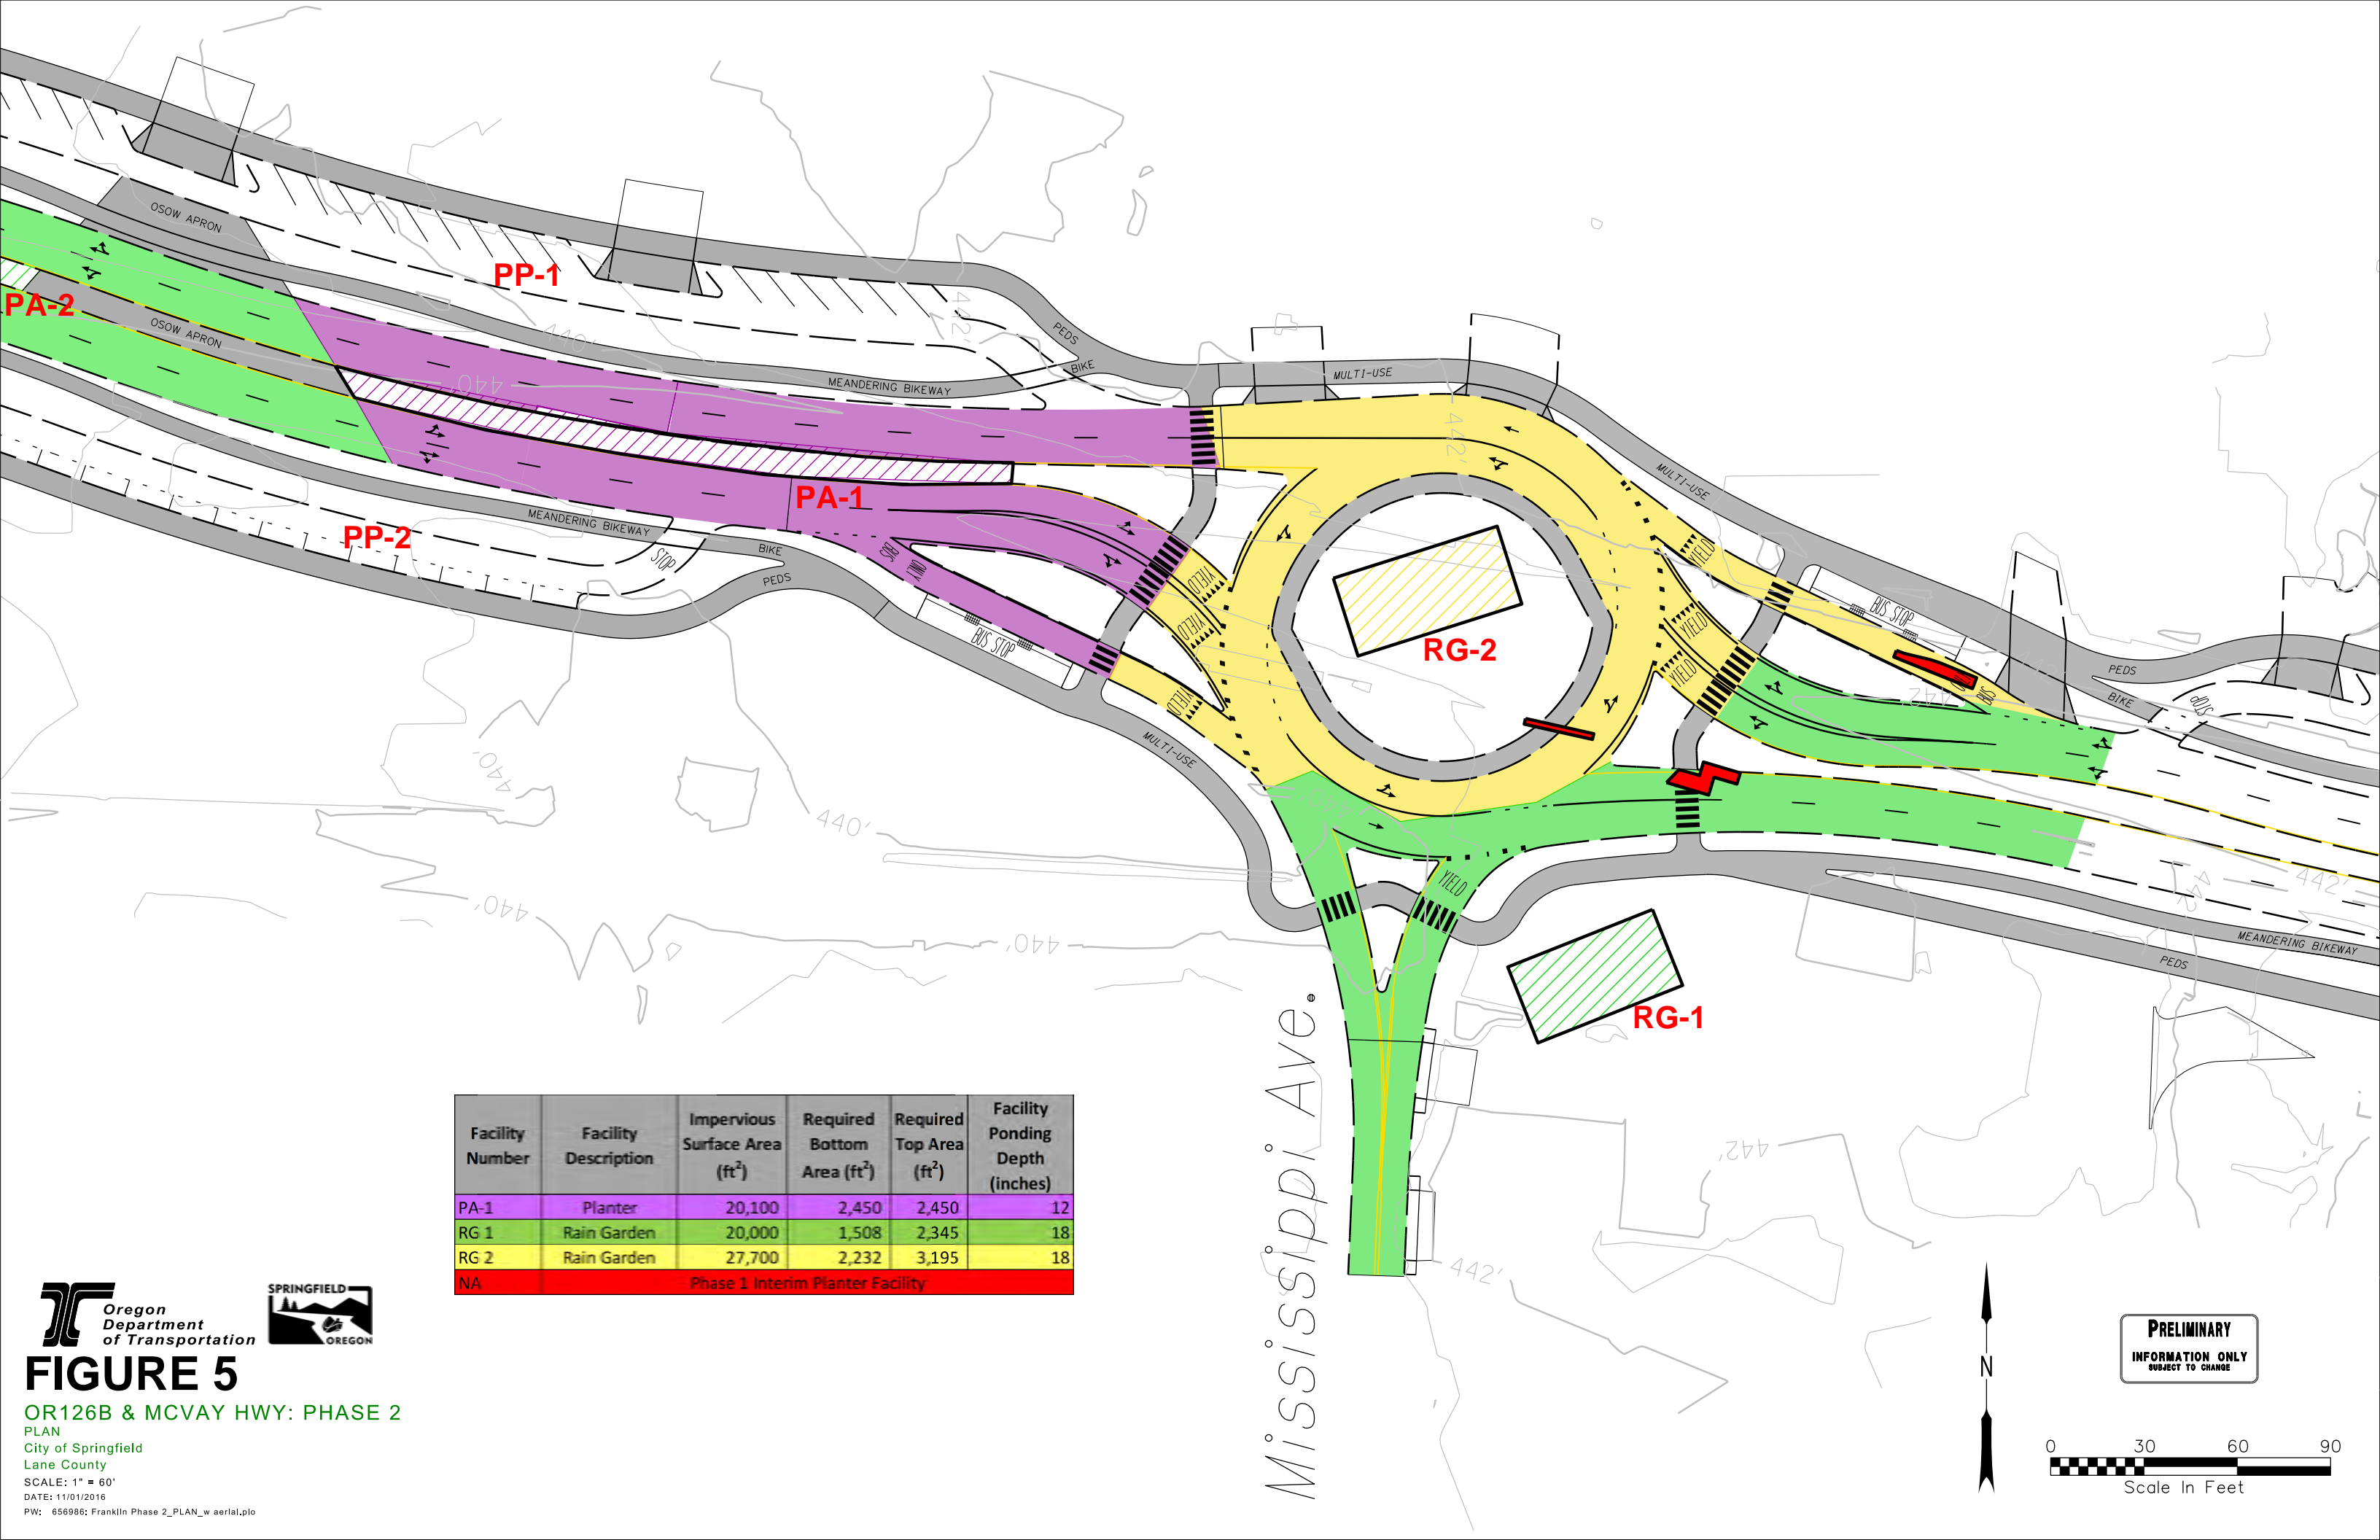 OSOW APRON
PP-1
PA-2
OSOW APRON
442'
440'
PEDS
BIKE
MULTI-USE
440'
MEANDERING BIKEWAY
442'
MULTI-USE
PA-1
MEANDERING BIKEWAY
PP-2
STOP
BIKE
PEDS
BUS
ONLY
YIELD
YIELD
YIELD
BUS STOP
YIELD
RG-2
YIELD
YIELD
BUS STOP
BUS
442'
PEDS
BIKE
STOP
MULTI-USE
440'
440'
440'
440'
440'
YIELD
442'
MEANDERING BIKEWAY
PEDS
RG-1
Mississippi Ave.
442'
442'
Facility Number
Facility Description
Impervious Surface Area (ft²)
Required Bottom Area (ft²)
Required Top Area (ft²)
Facility Ponding Depth (inches)
PA-1 Planter 20,100 2,450 2,450 12
RG 1 Rain Garden 20,000 1,508 2,345 18
RG 2 Rain Garden 27,700 2,232 3,195 18
NA Phase 1 Interim Planter Facility
Oregon
Department
of Transportation
SPRINGFIELD
OREGON
FIGURE 5
OR126B & MCVAY HWY: PHASE 2
PLAN
City of Springfield
Lane County
SCALE: 1" = 60'
DATE: 11/01/2016
PW: 656986: Franklin Phase 2_PLAN_w aerial.plo
N
PRELIMINARY
INFORMATION ONLY
SUBJECT TO CHANGE
0 30 60 90
Scale In Feet